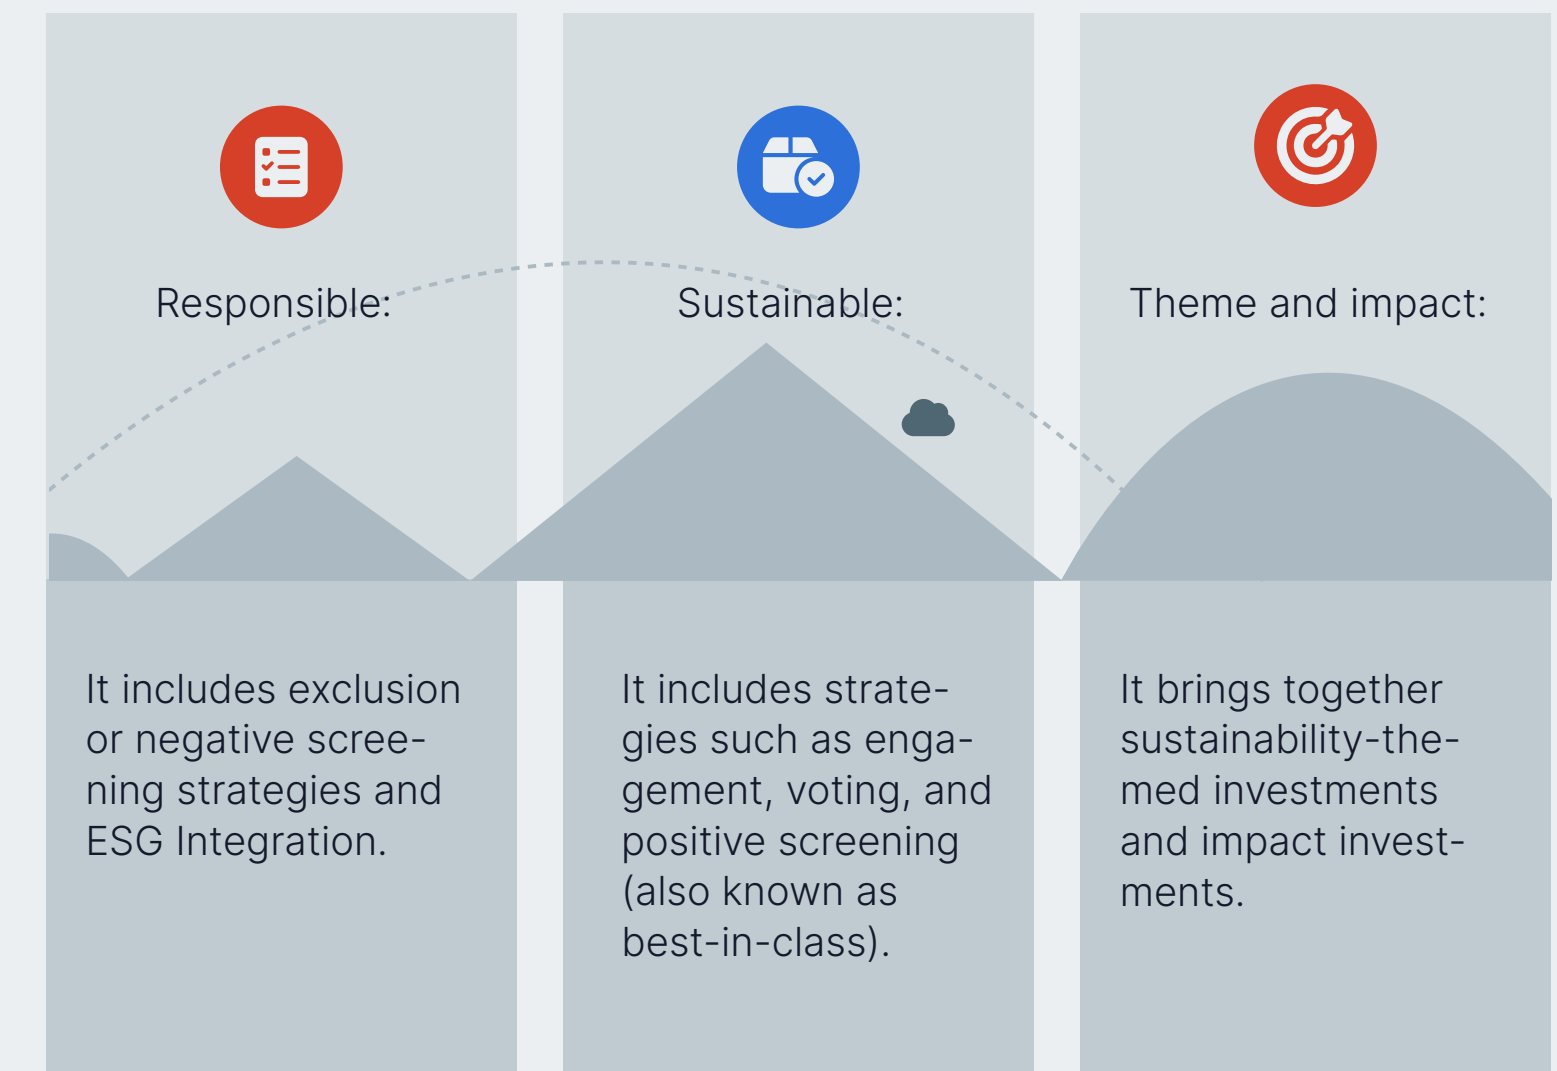 Responsible:
It includes exclusion
or negative scree-
ning strategies and
ESG Integration.
Sustainable:
It includes strate-
gies such as enga-
gement, voting, and
positive screening
(also known as
best-in-class).
Theme and impact:
It brings together
sustainability-the-
med investments
and impact invest-
ments.